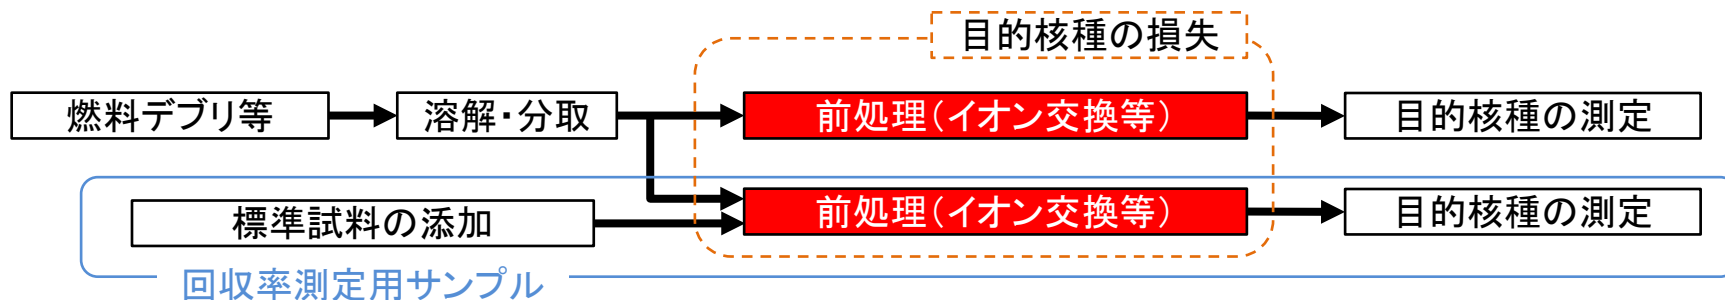 目的核種の損失
燃料デブリ等
溶解・分取
前処理(イオン交換等)
目的核種の測定
標準試料の添加
前処理(イオン交換等)
目的核種の測定
回収率測定用サンプル